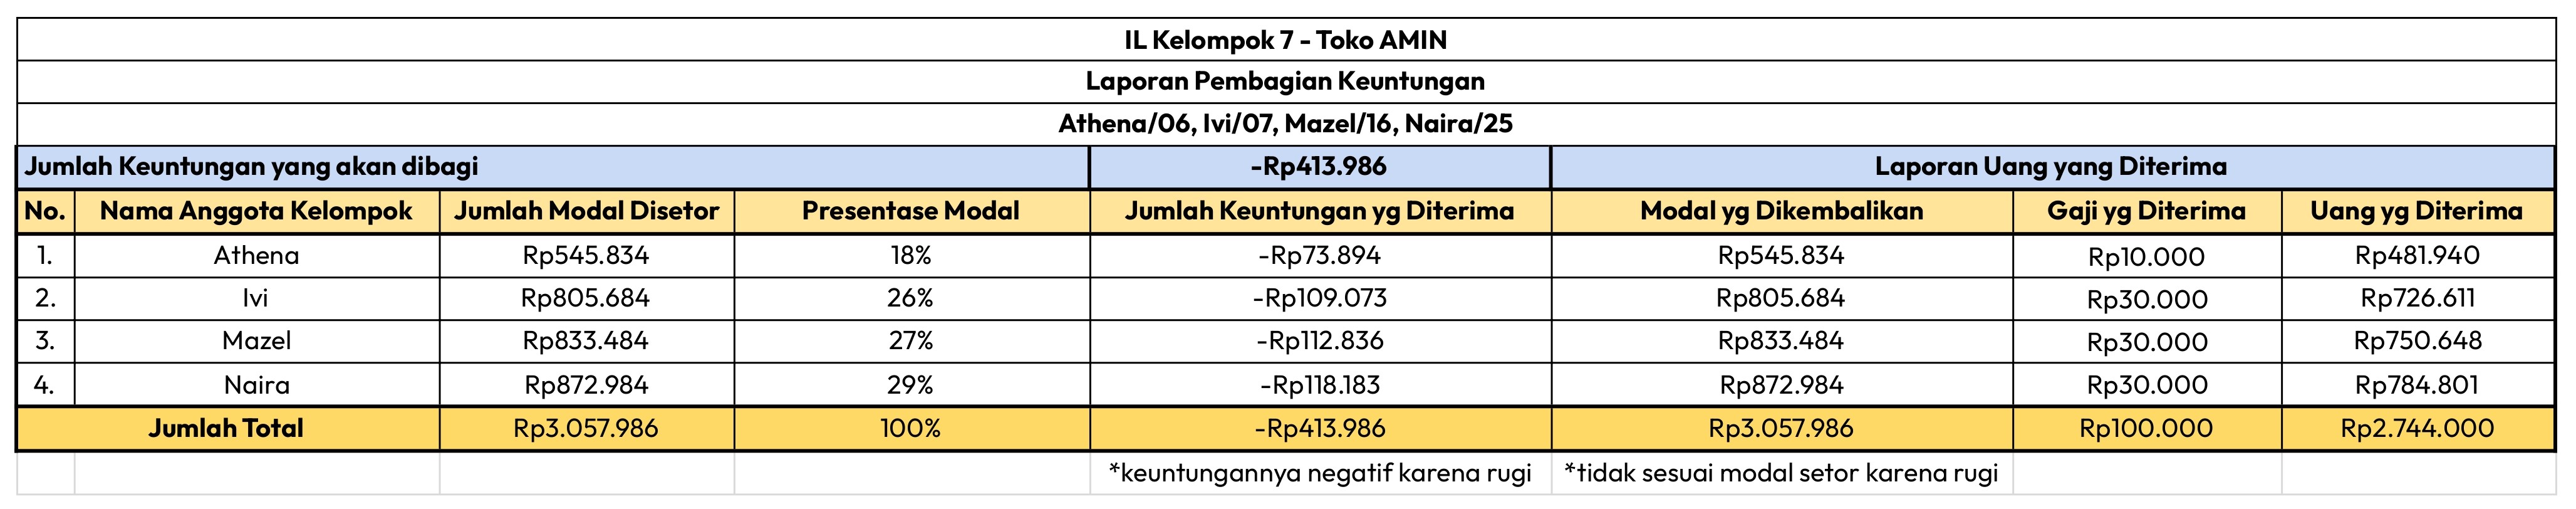 IL Kelompok 7 - Toko AMIN
Laporan Pembagian Keuntungan
Athena/06, Ivi/07, Mazel/16, Naira/25
Jumlah Keuntungan yang akan dibagi -Rp413.986 Laporan Uang yang Diterima
No. Nama Anggota Kelompok Jumlah Modal Disetor Presentase Modal Jumlah Keuntungan yg Diterima Modal yg Dikembalikan Gaji yg Diterima Uang yg Diterima
1. Athena Rp545.834 18% -Rp73.894 Rp545.834 Rp10.000 Rp481.940
2. Ivi Rp805.684 26% -Rp109.073 Rp805.684 Rp30.000 Rp726.611
3. Mazel Rp833.484 27% -Rp112.836 Rp833.484 Rp30.000 Rp750.648
4. Naira Rp872.984 29% -Rp118.183 Rp872.984 Rp30.000 Rp784.801
Jumlah Total Rp3.057.986 100% -Rp413.986 Rp3.057.986 Rp100.000 Rp2.744.000
*keuntungannya negatif karena rugi *tidak sesuai modal setor karena rugi